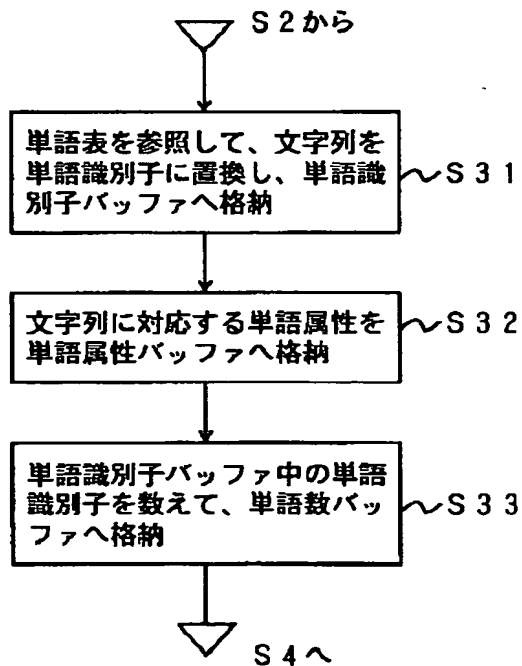 S2から
単語表を参照して、文字列を
単語識別子に置換し、単語識
別子バッファへ格納
S31
文字列に対応する単語属性を
単語属性バッファへ格納
S32
単語識別子バッファ中の単語
識別子を数えて、単語数バッ
ファへ格納
S33
S4へ